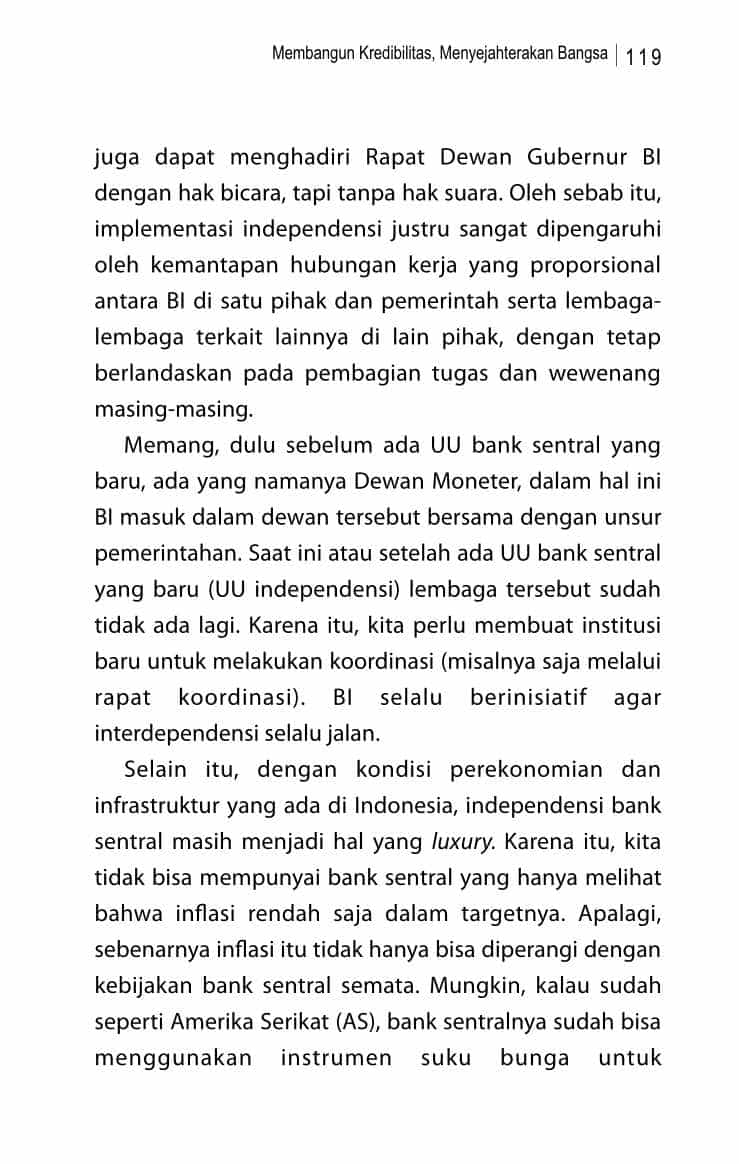 Membangun Kredibilitas, Menyejahterakan Bangsa | 119
juga dapat menghadiri Rapat Dewan Gubernur BI
dengan hak bicara, tapi tanpa hak suara. Oleh sebab itu,
implementasi independensi justru sangat dipengaruhi
oleh kemantapan hubungan kerja yang proporsional
antara BI di satu pihak dan pemerintah serta lembaga-
lembaga terkait lainnya di lain pihak, dengan tetap
berlandaskan pada pembagian tugas dan wewenang
masing-masing.
Memang, dulu sebelum ada UU bank sentral yang
baru, ada yang namanya Dewan Moneter, dalam hal ini
BI masuk dalam dewan tersebut bersama dengan unsur
pemerintahan. Saat ini atau setelah ada UU bank sentral
yang baru (UU independensi) lembaga tersebut sudah
tidak ada lagi. Karena itu, kita perlu membuat institusi
baru untuk melakukan koordinasi (misalnya saja melalui
rapat koordinasi). BI selalu berinisiatif agar
interdependensi selalu jalan.
Selain itu, dengan kondisi perekonomian dan
infrastruktur yang ada di Indonesia, independensi bank
sentral masih menjadi hal yang luxury. Karena itu, kita
tidak bisa mempunyai bank sentral yang hanya melihat
bahwa inflasi rendah saja dalam targetnya. Apalagi,
sebenarnya inflasi itu tidak hanya bisa diperangi dengan
kebijakan bank sentral semata. Mungkin, kalau sudah
seperti Amerika Serikat (AS), bank sentralnya sudah bisa
menggunakan instrumen suku bunga untuk